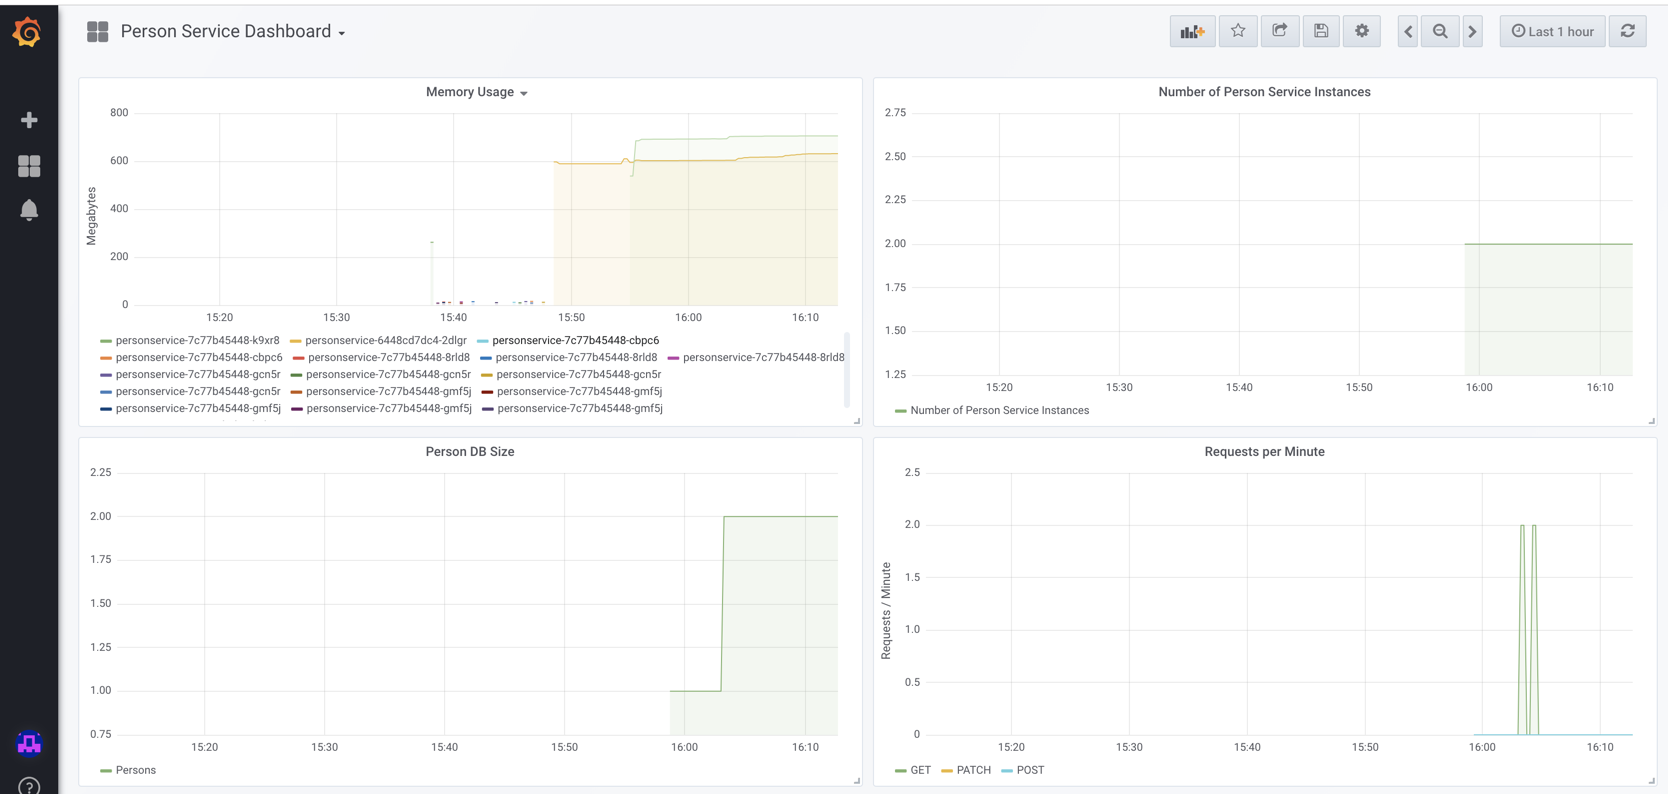 Person Service Dashboard
Last 1 hour
Memory Usage
800
600
400
200
0
Megabytes
15:20 15:30 15:40 15:50 16:00 16:10
personservice-7c77b45448-k9xr8 personservice-6448cd7dc4-2dlgr personservice-7c77b45448-cbpc6
personservice-7c77b45448-cbpc6 personservice-7c77b45448-8rld8 personservice-7c77b45448-8rld8 personservice-7c77b45448-8rld8
personservice-7c77b45448-gcn5r personservice-7c77b45448-gcn5r personservice-7c77b45448-gcn5r
personservice-7c77b45448-gcn5r personservice-7c77b45448-gmf5j personservice-7c77b45448-gmf5j
personservice-7c77b45448-gmf5j personservice-7c77b45448-gmf5j personservice-7c77b45448-gmf5j
Number of Person Service Instances
2.75
2.50
2.25
2.00
1.75
1.50
1.25
15:20 15:30 15:40 15:50 16:00 16:10
Number of Person Service Instances
Person DB Size
2.25
2.00
1.75
1.50
1.25
1.00
0.75
15:20 15:30 15:40 15:50 16:00 16:10
Persons
Requests per Minute
2.5
2.0
1.5
1.0
0.5
0
Requests / Minute
15:20 15:30 15:40 15:50 16:00 16:10
GET PATCH POST